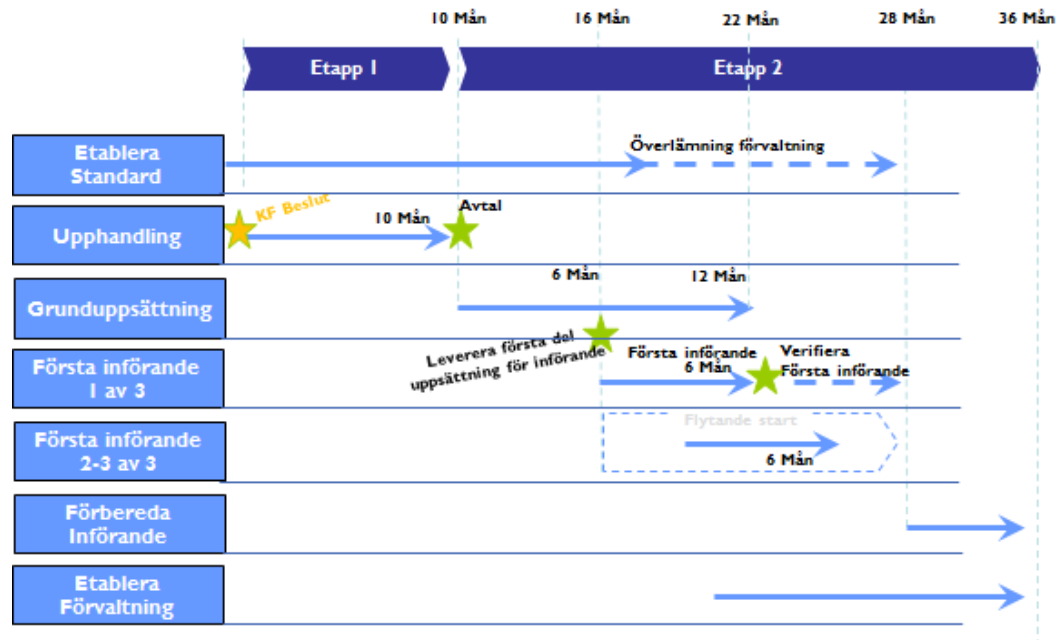 10 Mån
16 Mån
22 Mån
28 Mån
36 Mån
Etapp 1
Etapp 2
Etablera
Standard
Överlämning förvaltning
Upphandling
KF Beslut
10 Mån
Avtal
Grunduppsättning
6 Mån
12 Mån
Leverera första del
uppsättning för införande
Första införande
1 av 3
Första införande
6 Mån
Verifiera
Första införande
Första införande
2-3 av 3
Flytande start
6 Mån
Förbereda
Införande
Etablera
Förvaltning